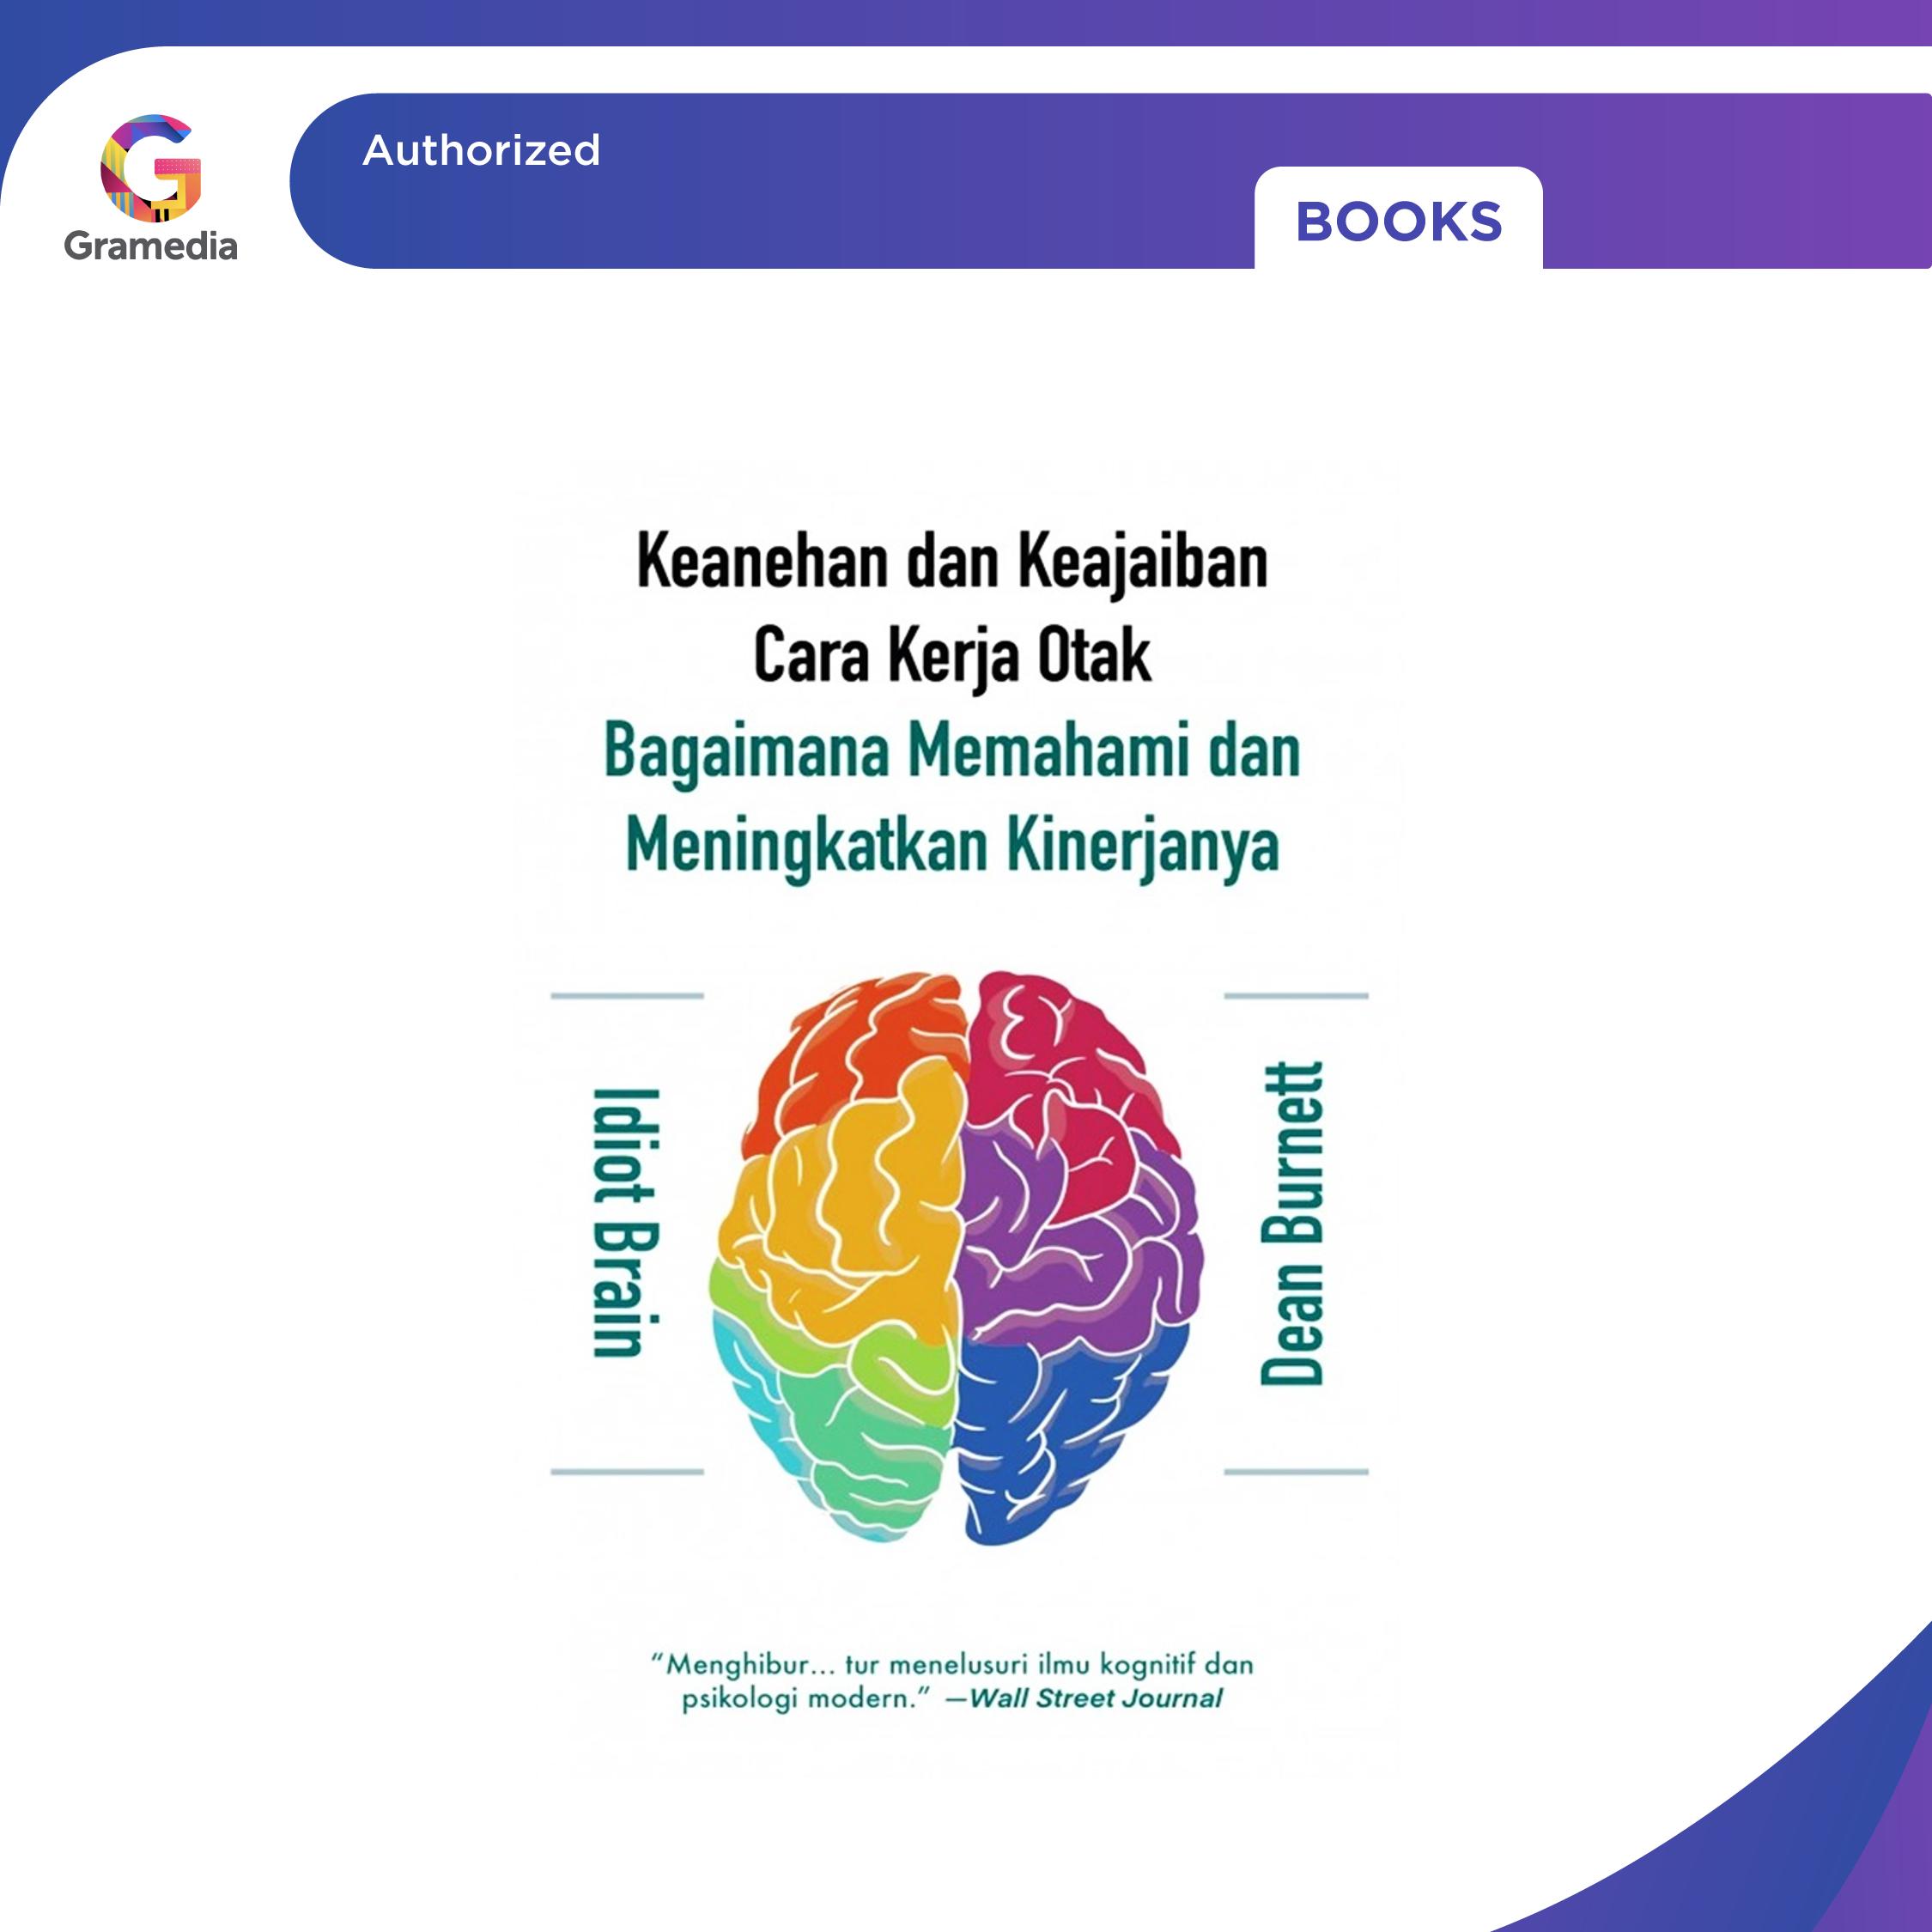 Gramedia
Authorized
BOOKS
Keanehan dan Keajaiban
Cara Kerja Otak
Bagaimana Memahami dan
Meningkatkan Kinerjanya
Idiot Brain
Dean Burnett
“Menghibur... tur menelusuri ilmu kognitif dan
psikologi modern.” —Wall Street Journal